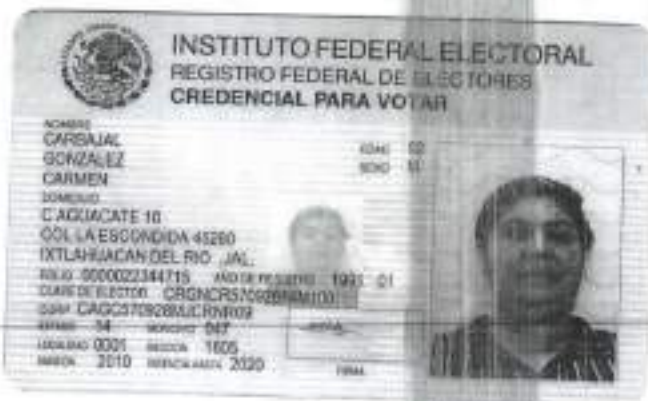 INSTITUTO FEDERAL ELECTORAL
REGISTRO FEDERAL DE ELECTORES
CREDENCIAL PARA VOTAR
NOMBRE
CARBAJAL
GONZALEZ
CARMEN
EDAD
SEXO
DOMICILIO
C AGUACATE 10
COL LA ESCONDIDA 45260
IXTLAHUACAN DEL RIO ,JAL.
FOLIO 0000022344715 AÑO DE REGISTRO 1991 01
CLAVE DE ELECTOR
CURP
ESTADO 14 MUNICIPIO 047
LOCALIDAD 0001 SECCION 1605
EMISION 2010 VIGENCIA HASTA 2020
FIRMA